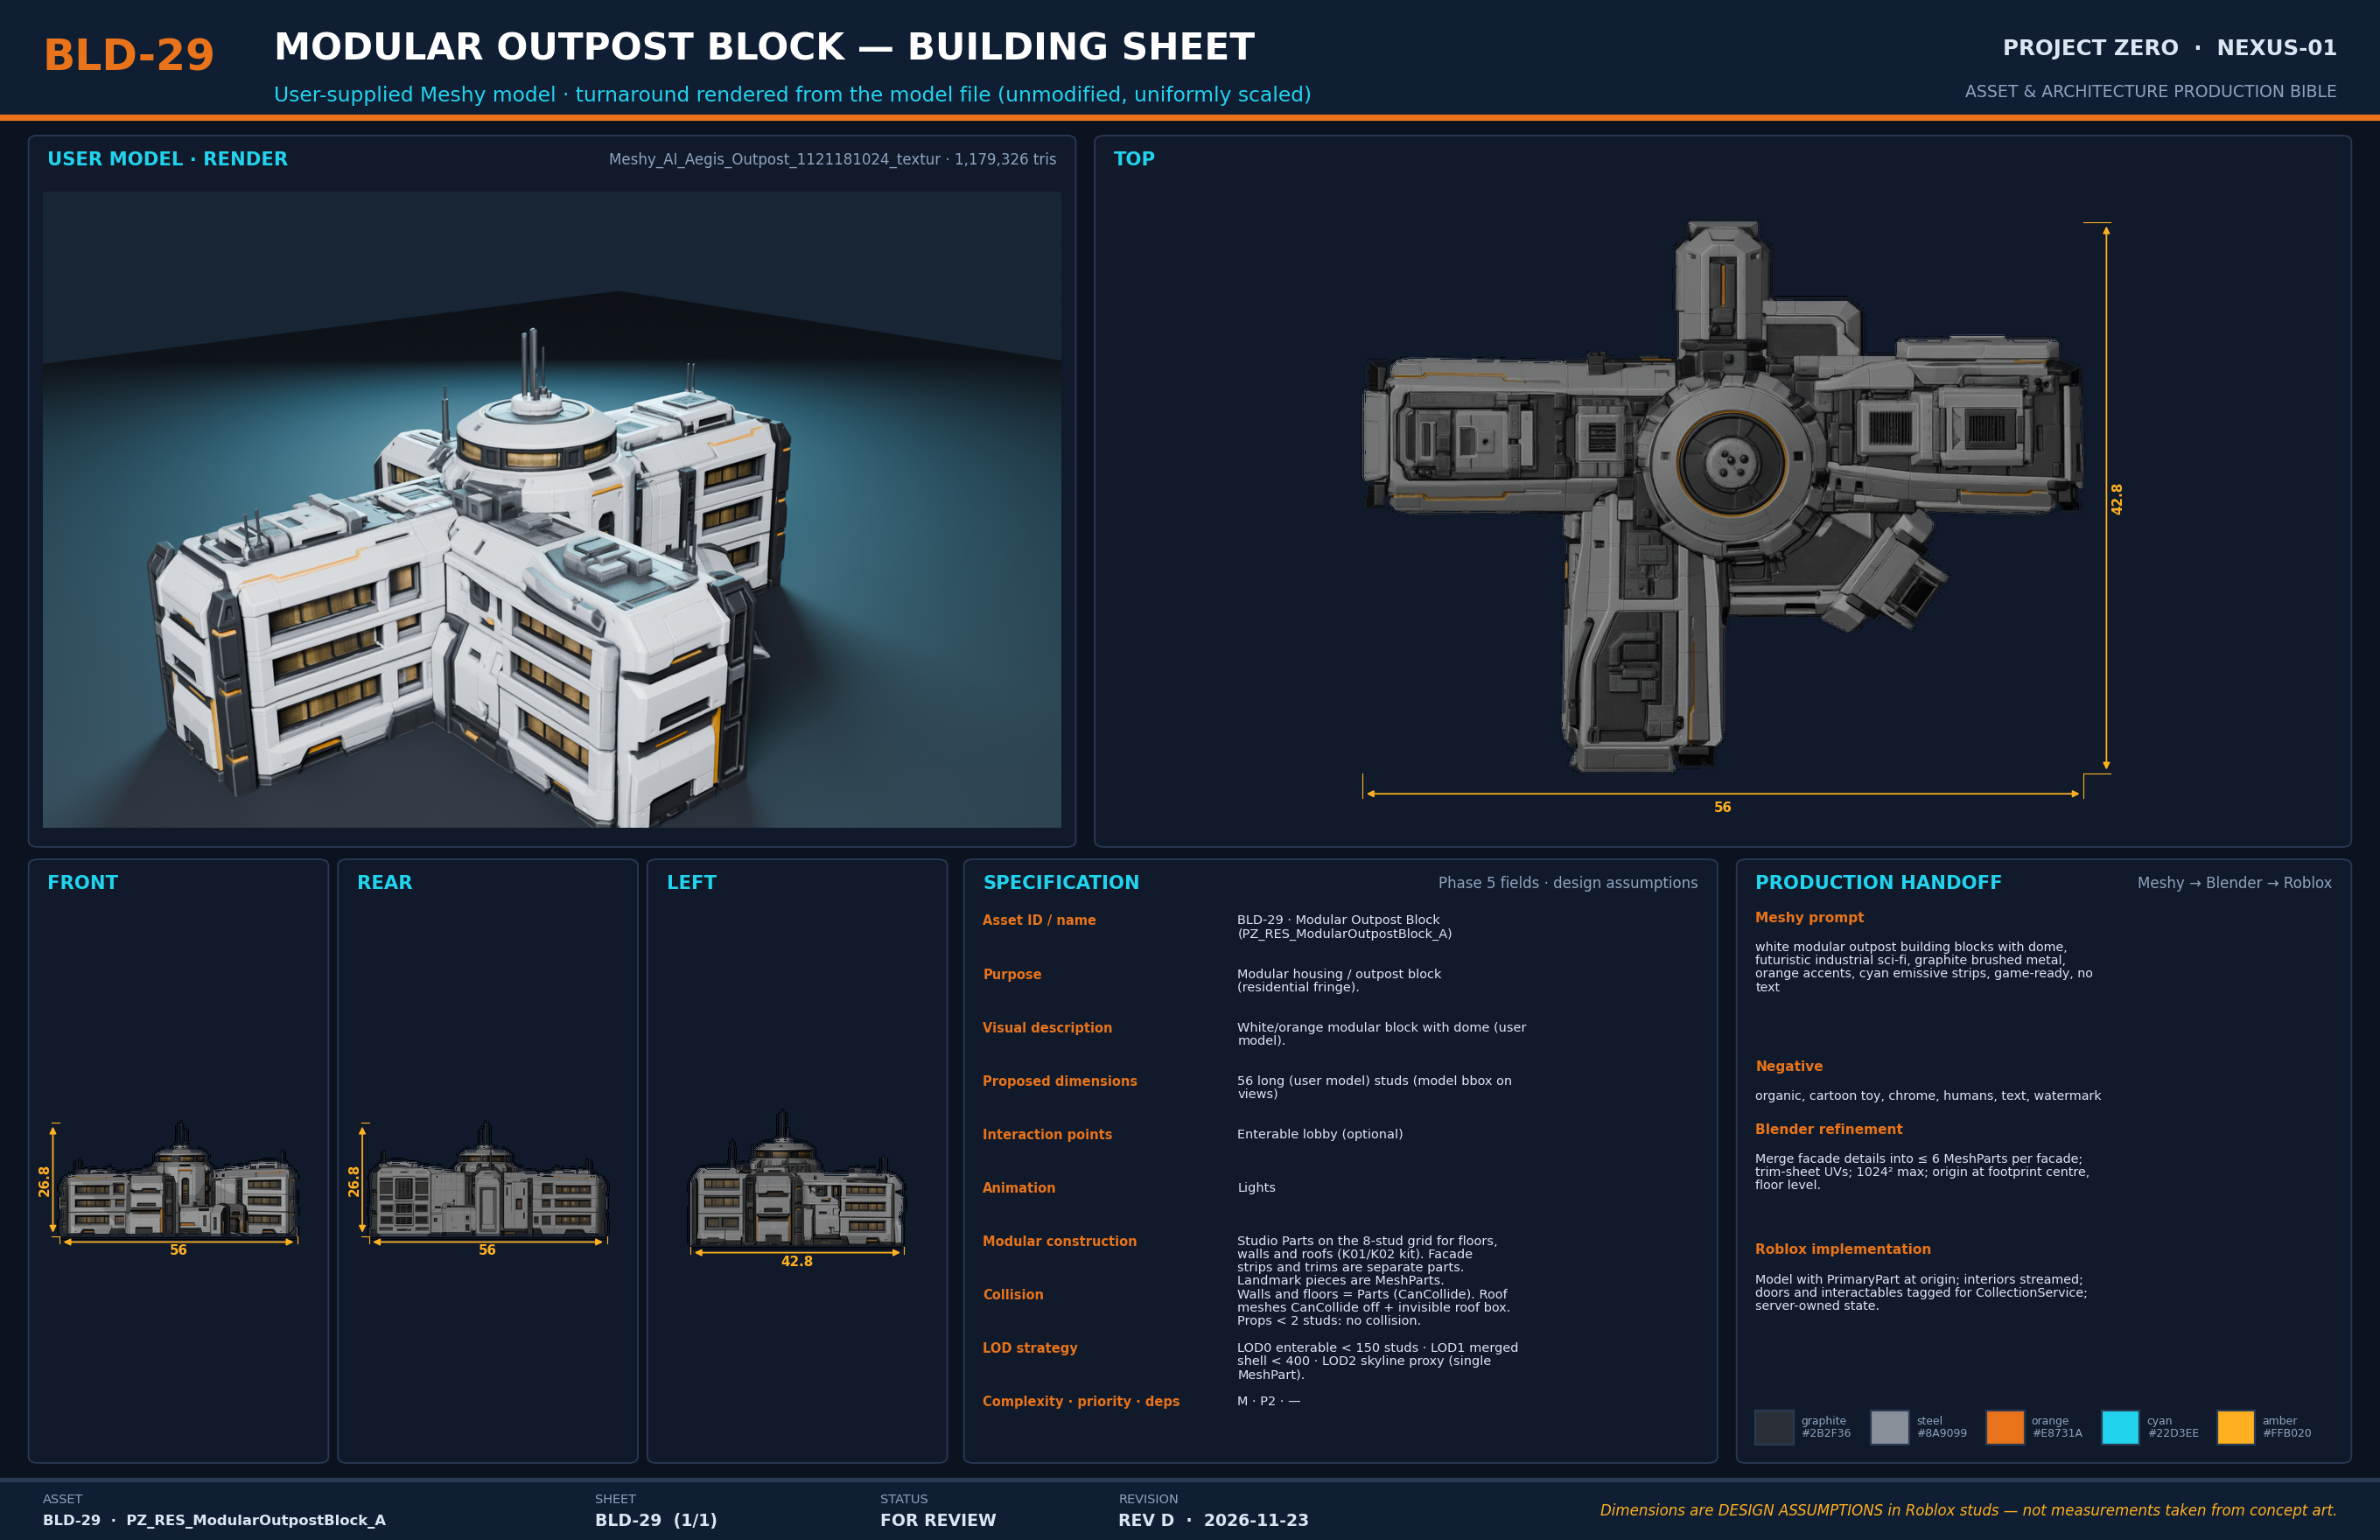 BLD-29
MODULAR OUTPOST BLOCK — BUILDING SHEET
User-supplied Meshy model · turnaround rendered from the model file (unmodified, uniformly scaled)
PROJECT ZERO · NEXUS-01
ASSET & ARCHITECTURE PRODUCTION BIBLE
USER MODEL · RENDER
Meshy_AI_Aegis_Outpost_1121181024_textur · 1,179,326 tris
TOP
42.8
56
FRONT
26.8
56
REAR
26.8
56
LEFT
42.8
SPECIFICATION
Phase 5 fields · design assumptions
Asset ID / name
BLD-29 · Modular Outpost Block
(PZ_RES_ModularOutpostBlock_A)
Purpose
Modular housing / outpost block
(residential fringe).
Visual description
White/orange modular block with dome (user
model).
Proposed dimensions
56 long (user model) studs (model bbox on
views)
Interaction points
Enterable lobby (optional)
Animation
Lights
Modular construction
Studio Parts on the 8-stud grid for floors,
walls and roofs (K01/K02 kit). Facade
strips and trims are separate parts.
Landmark pieces are MeshParts.
Collision
Walls and floors = Parts (CanCollide). Roof
meshes CanCollide off + invisible roof box.
Props < 2 studs: no collision.
LOD strategy
LOD0 enterable < 150 studs · LOD1 merged
shell < 400 · LOD2 skyline proxy (single
MeshPart).
Complexity · priority · deps
M · P2 · —
PRODUCTION HANDOFF
Meshy → Blender → Roblox
Meshy prompt
white modular outpost building blocks with dome,
futuristic industrial sci-fi, graphite brushed metal,
orange accents, cyan emissive strips, game-ready, no
text
Negative
organic, cartoon toy, chrome, humans, text, watermark
Blender refinement
Merge facade details into ≤ 6 MeshParts per facade;
trim-sheet UVs; 1024² max; origin at footprint centre,
floor level.
Roblox implementation
Model with PrimaryPart at origin; interiors streamed;
doors and interactables tagged for CollectionService;
server-owned state.
graphite
#2B2F36
steel
#8A9099
orange
#E8731A
cyan
#22D3EE
amber
#FFB020
ASSET
BLD-29 · PZ_RES_ModularOutpostBlock_A
SHEET
BLD-29 (1/1)
STATUS
FOR REVIEW
REVISION
REV D · 2026-11-23
Dimensions are DESIGN ASSUMPTIONS in Roblox studs — not measurements taken from concept art.